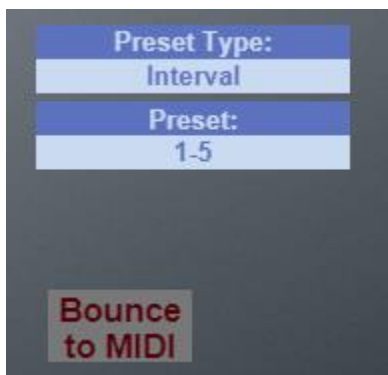 Preset Type:
Interval
Preset:
1-5
Bounce
to MIDI